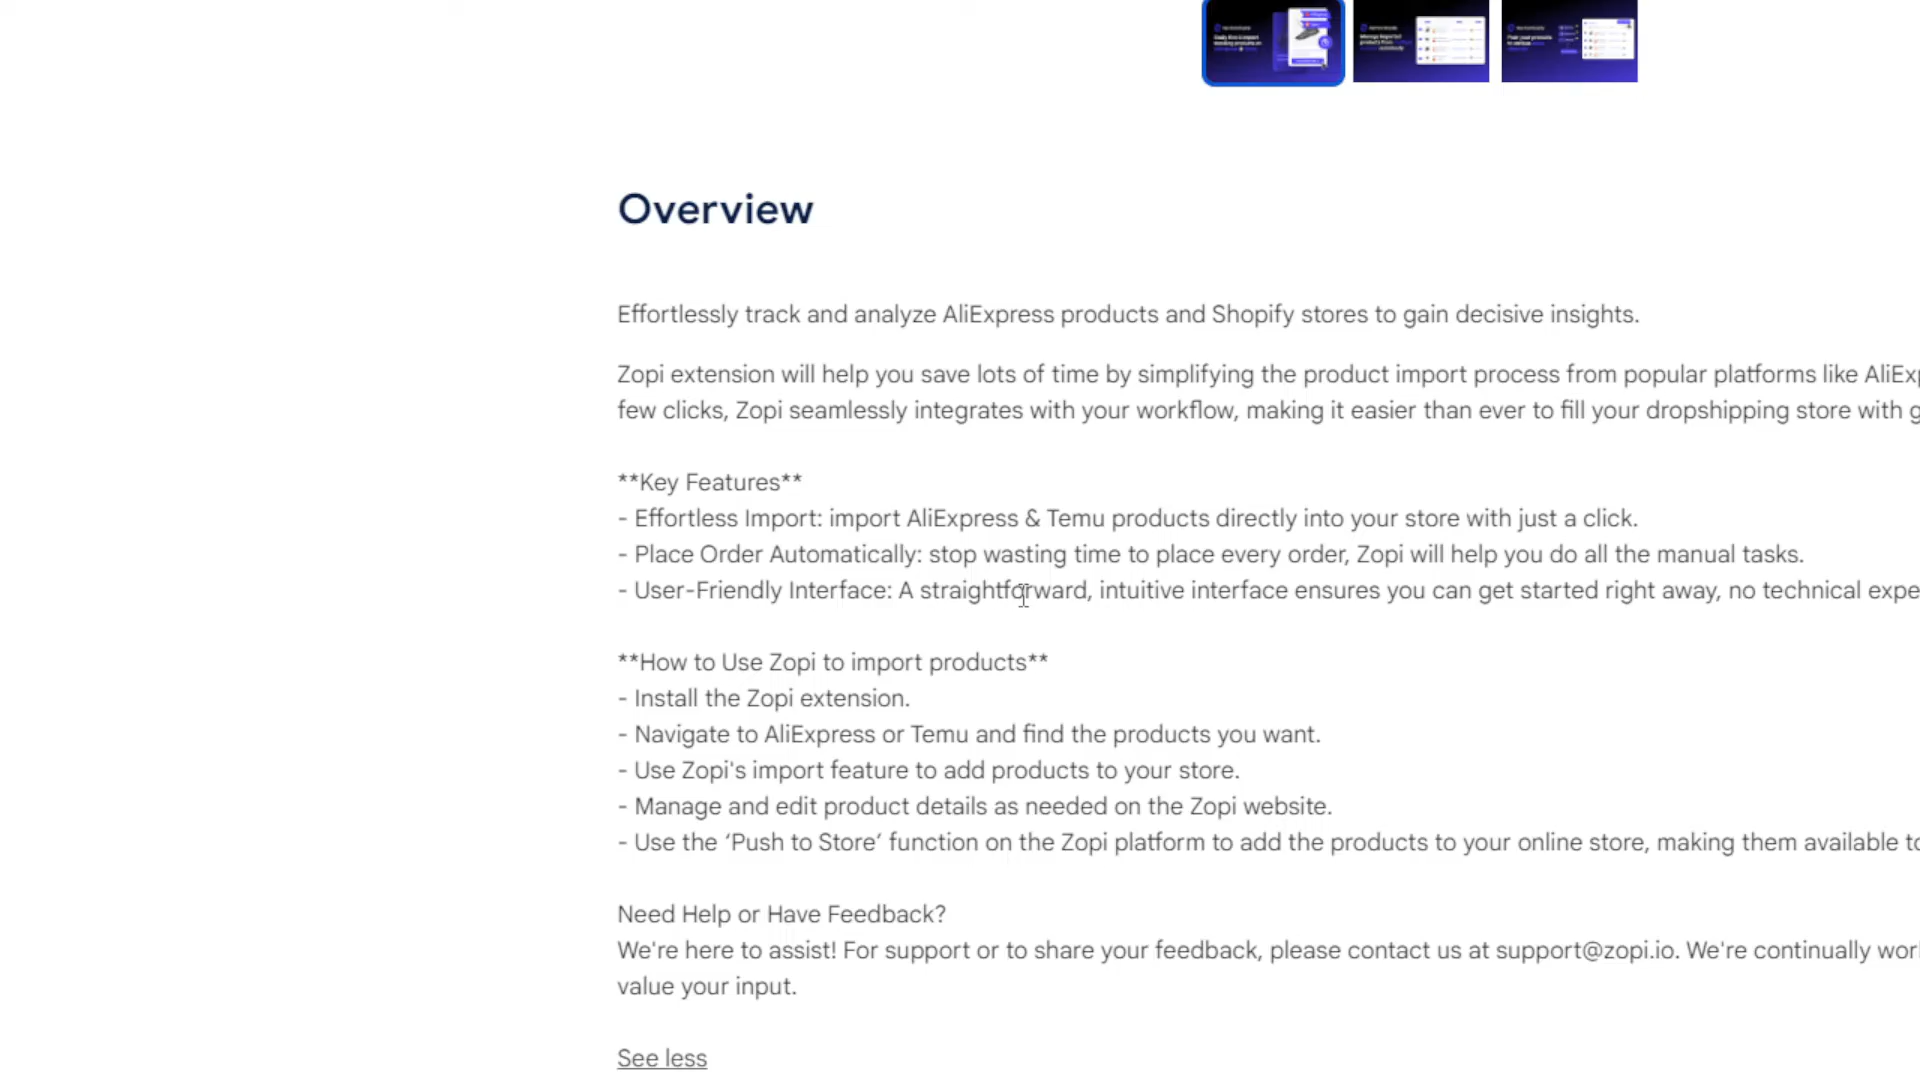 Overview
Effortlessly track and analyze AliExpress products and Shopify stores to gain decisive insights.
Zopi extension will help you save lots of time by simplifying the product import process from popular platforms like
few clicks, Zopi seamlessly integrates with your workflow, making it easier than ever to fill your dropshipping store with
**Key Features**
- Effortless Import: import AliExpress & Temu products directly into your store with just a click.
- Place Order Automatically: stop wasting time to place every order, Zopi will help you do all the manual tasks.
- User-Friendly Interface: A straightforward, intuitive interface ensures you can get started right away, no technical
**How to Use Zopi to import products**
- Install the Zopi extension.
- Navigate to AliExpress or Temu and find the products you want.
- Use Zopi's import feature to add products to your store.
- Manage and edit product details as needed on the Zopi website.
- Use the ‘Push to Store’ function on the Zopi platform to add the products to your online store, making them available
Need Help or Have Feedback?
We're here to assist! For support or to share your feedback, please contact us at support@zopi.io. We're continually
value your input.
See less